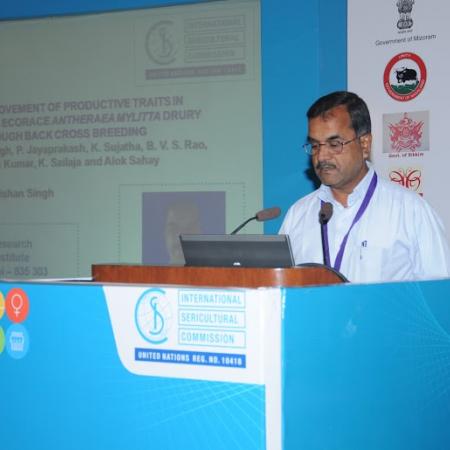 INTERNATIONAL
SERICULTURAL
COMMISSION
OVEMENT OF PRODUCTIVE TRAITS IN
ECORACE ANTHERAEA MYLITTA DRURY
OUGH BACK CROSS BREEDING
gh, P. Jayaprakash, K. Sujatha, B. V. S. Rao,
Kumar, K. Sailaja and Alok Sahay
ishan Singh
esearch
stitute
i - 835 303
Government of Mizoram
Govt. of Sikkim
INTERNATIONAL
SERICULTURAL
COMMISSION
UNITED NATIONS REG. NO. 10418